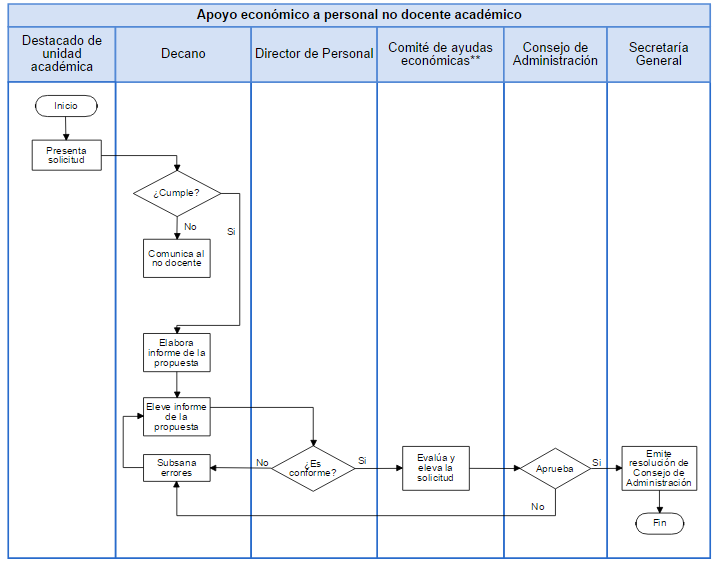 Apoyo económico a personal no docente académico
Destacado de
unidad
académica
Decano
Director de Personal
Comité de ayudas
económicas**
Consejo de
Administración
Secretaría
General
Inicio
Presenta
solicitud
¿Cumple?
No
Si
Comunica al
no docente
Elabora
informe de la
propuesta
Eleve informe
de la
propuesta
Subsana
errores
No
¿Es
conforme?
Si
Evalúa y
eleva la
solicitud
Aprueba
Sí
No
Emite
resolución de
Consejo de
Administración
Fin